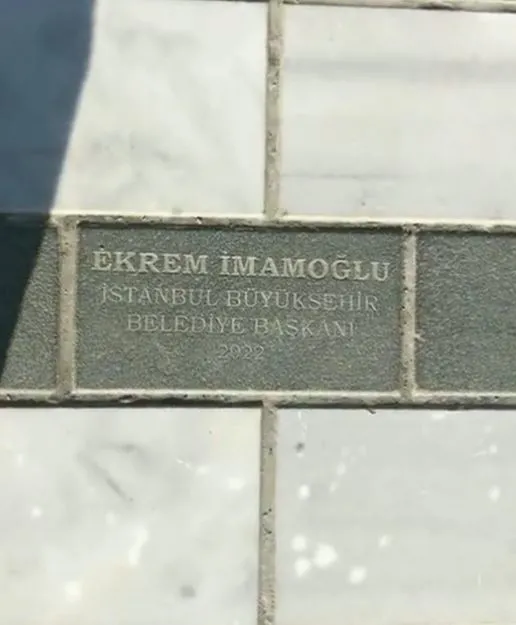 EKREM İMAMOĞLU
İSTANBUL BÜYÜKŞEHİR
BELEDİYE BAŞKANI
2022